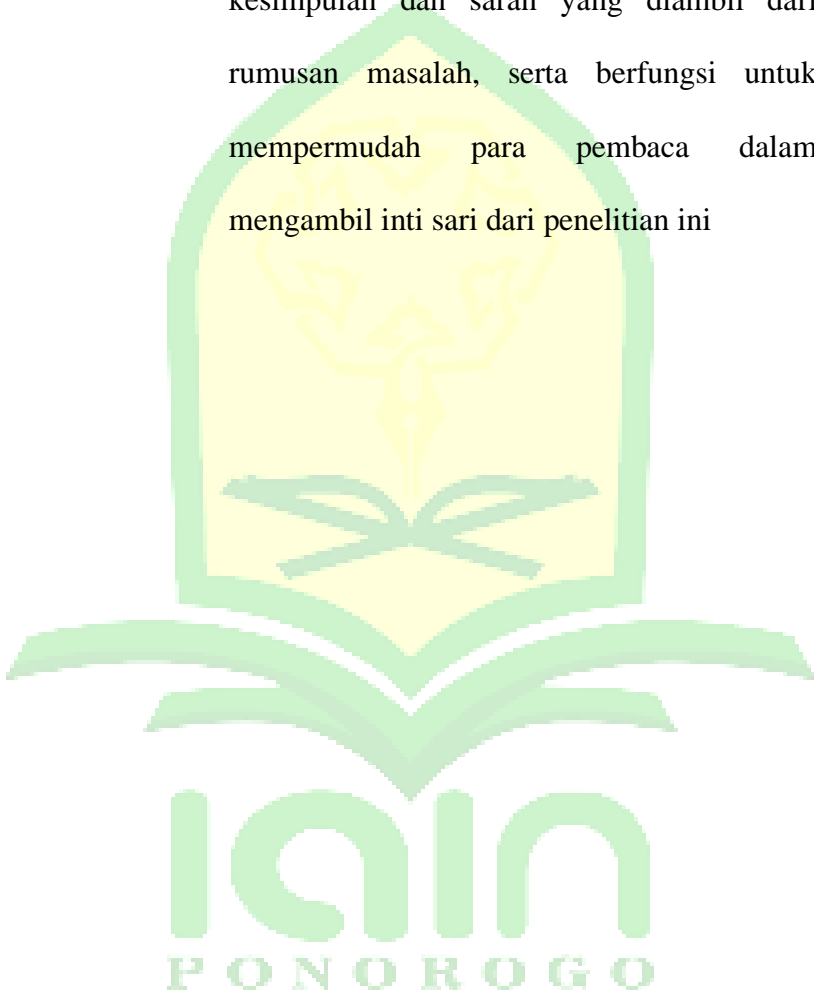 kesimpulan dan saran yang diambil dari
rumusan masalah, serta berfungsi untuk
mempermudah para pembaca dalam
mengambil inti sari dari penelitian ini
iain
PONOROGO